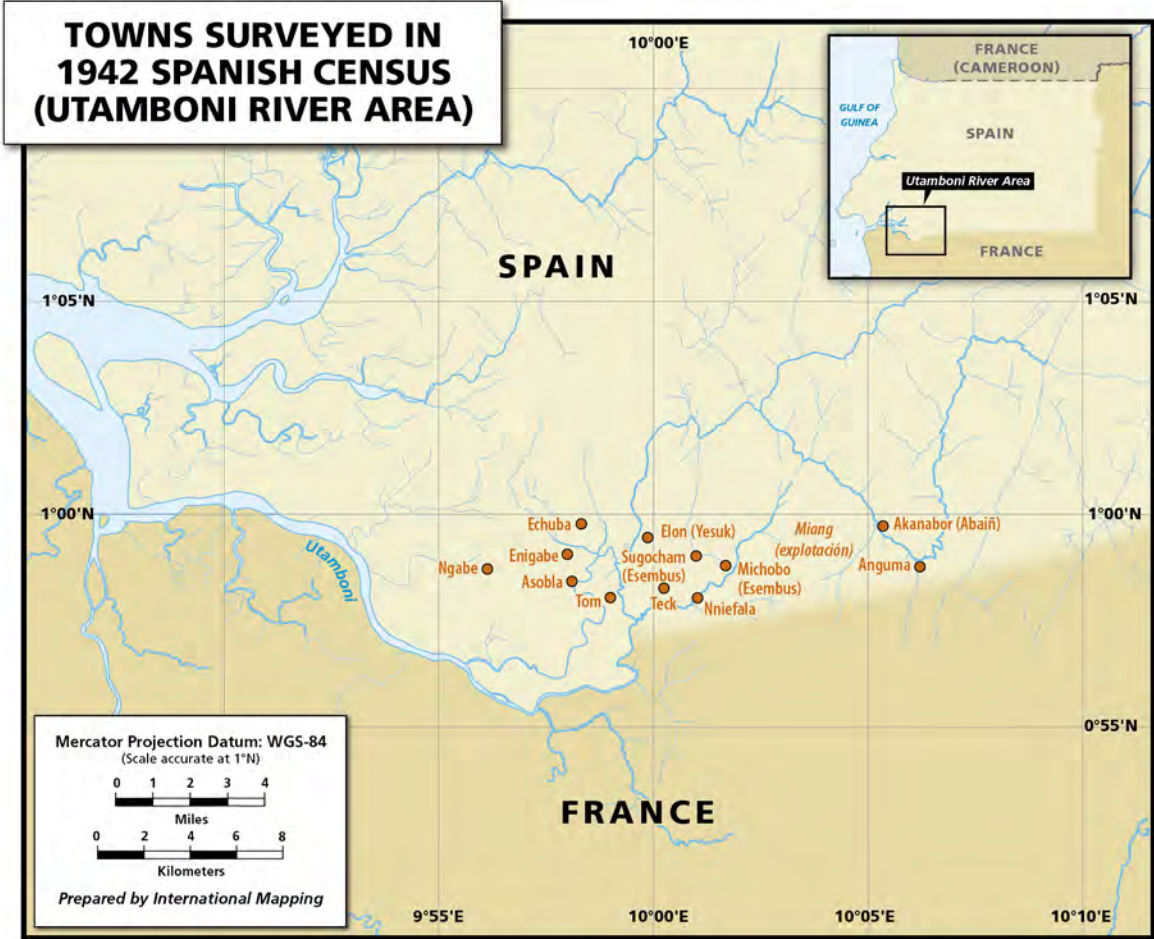 TOWNS SURVEYED IN
1942 SPANISH CENSUS
(UTAMBONI RIVER AREA)
10°00'E
FRANCE
(CAMEROON)
GULF OF
GUINEA
SPAIN
Utamboni River Area
FRANCE
SPAIN
1°05'N
1°05'N
1°00'N
1°00'N
Echuba
Elon (Yesuk)
Miang
(explotación)
Akanabor (Abaiñ)
Utamboni
Enigabe
Sugocham
(Esembus)
Ngabe
Asobla
Michobo
(Esembus)
Anguma
Tom
Teck
Nniefala
0°55'N
FRANCE
Mercator Projection Datum: WGS-84
(Scale accurate at 1°N)
0 1 2 3 4
Miles
0 2 4 6 8
Kilometers
Prepared by International Mapping
9°55'E
10°00'E
10°05'E
10°10'E